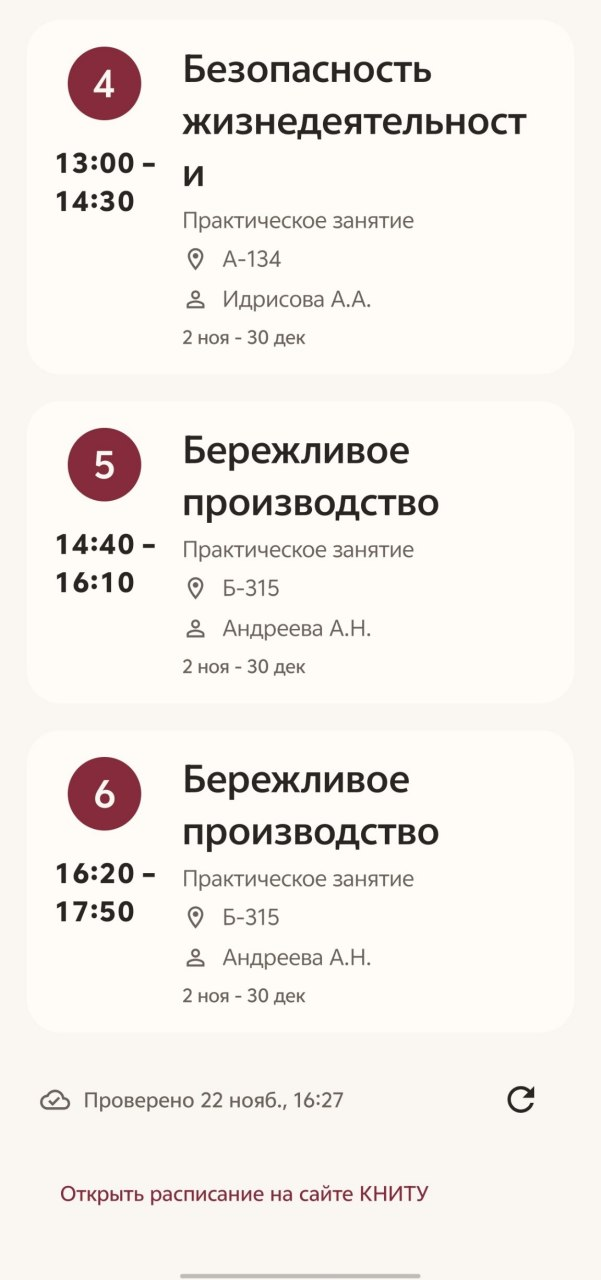 4
Безопасность
жизнедеятельност
и
13:00 –
14:30
Практическое занятие
А-134
Идрисова А.А.
2 ноя - 30 дек
5
Бережливое
производство
14:40 –
16:10
Практическое занятие
Б-315
Андреева А.Н.
2 ноя - 30 дек
6
Бережливое
производство
16:20 –
17:50
Практическое занятие
Б-315
Андреева А.Н.
2 ноя - 30 дек
Проверено 22 нояб., 16:27
Открыть расписание на сайте КНИТУ